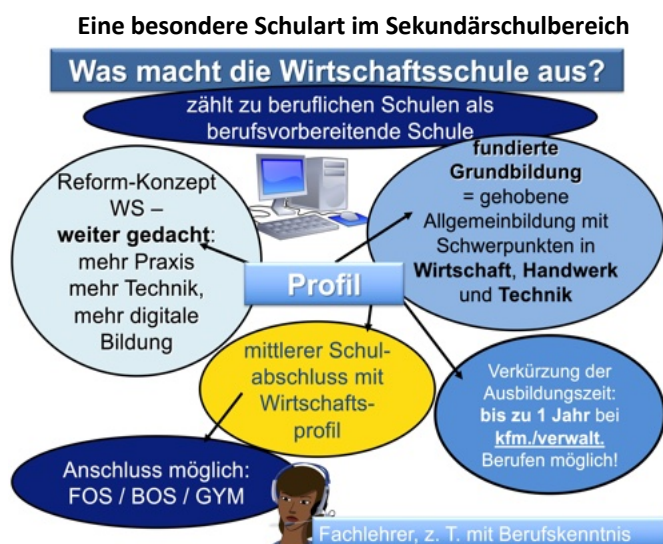 Eine besondere Schulart im Sekundärschulbereich
Was macht die Wirtschaftsschule aus?
zählt zu beruflichen Schulen als
berufsvorbereitende Schule
Reform-Konzept
WS –
weiter gedacht:
mehr Praxis
mehr Technik,
mehr digitale
Bildung
fundierte
Grundbildung
= gehobene
Allgemeinbildung mit
Schwerpunkten in
Wirtschaft, Handwerk
und Technik
Profil
mittlerer Schul-
abschluss mit
Wirtschafts-
profil
Verkürzung der
Ausbildungszeit:
bis zu 1 Jahr bei
kfm./verwalt.
Berufen möglich!
Anschluss möglich:
FOS / BOS / GYM
Fachlehrer, z. T. mit Berufskenntnis